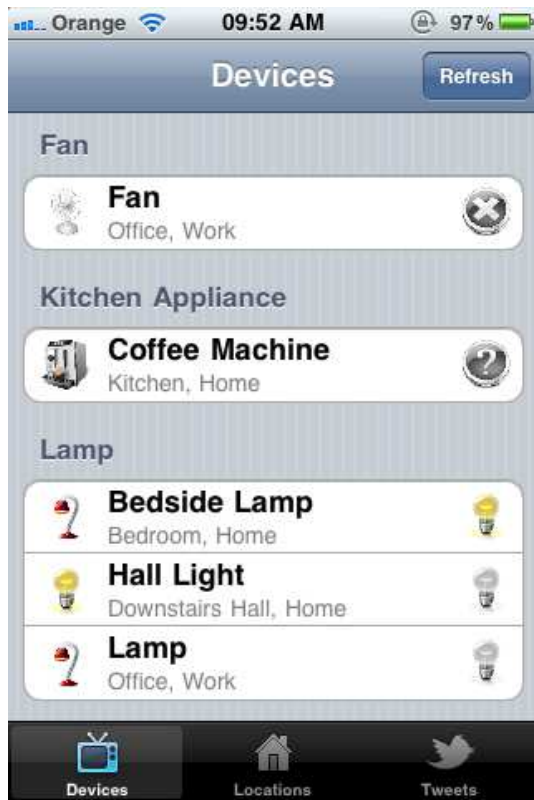 Orange 09:52 AM 97%
Devices Refresh
Fan
Fan
Office, Work
Kitchen Appliance
Coffee Machine
Kitchen, Home
?
Lamp
Bedside Lamp
Bedroom, Home
Hall Light
Downstairs Hall, Home
Lamp
Office, Work
Devices Locations Tweets